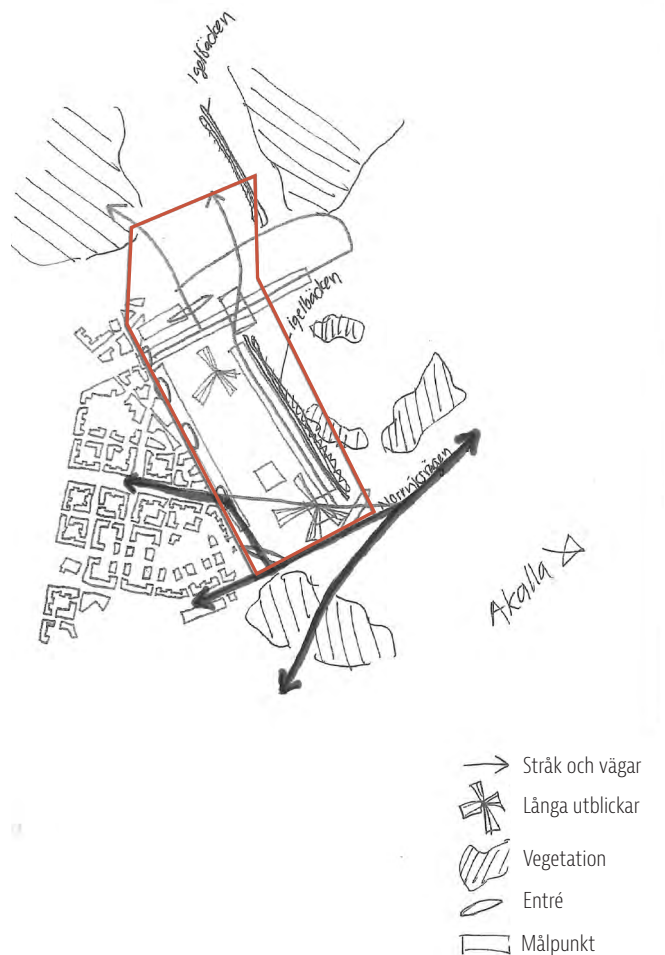 Igelbäcken
igelbäcken
Norrviksvägen
Akalla
Stråk och vägar
Långa utblickar
Vegetation
Entré
Målpunkt